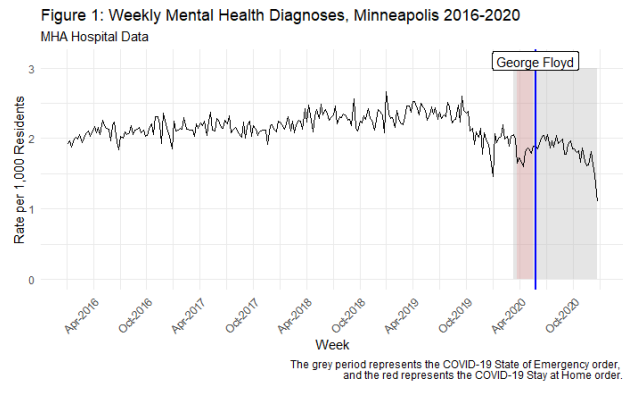 Figure 1: Weekly Mental Health Diagnoses, Minneapolis 2016-2020
MHA Hospital Data
George Floyd
3
2
1
0
Rate per 1,000 Residents
Apr-2016
Oct-2016
Apr-2017
Oct-2017
Apr-2018
Oct-2018
Apr-2019
Oct-2019
Apr-2020
Oct-2020
Week
The grey period represents the COVID-19 State of Emergency order,
and the red represents the COVID-19 Stay at Home order.